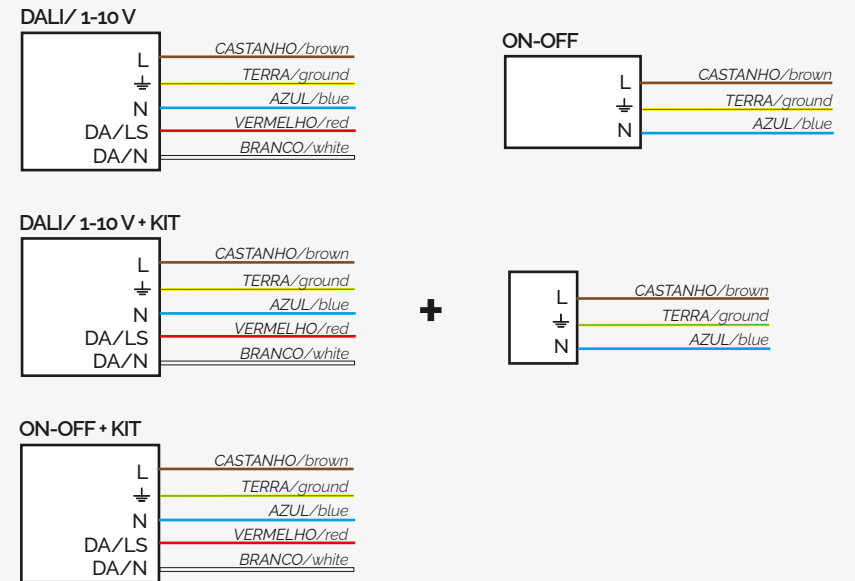 DALI/ 1-10 V
L
CASTANHO/brown
TERRA/ground
N
AZUL/blue
DA/LS
VERMELHO/red
DA/N
BRANCO/white
ON-OFF
L
CASTANHO/brown
TERRA/ground
N
AZUL/blue
DALI/ 1-10 V + KIT
L
CASTANHO/brown
TERRA/ground
N
AZUL/blue
DA/LS
VERMELHO/red
DA/N
BRANCO/white
+
L
CASTANHO/brown
TERRA/ground
N
AZUL/blue
ON-OFF + KIT
L
CASTANHO/brown
TERRA/ground
N
AZUL/blue
DA/LS
VERMELHO/red
DA/N
BRANCO/white